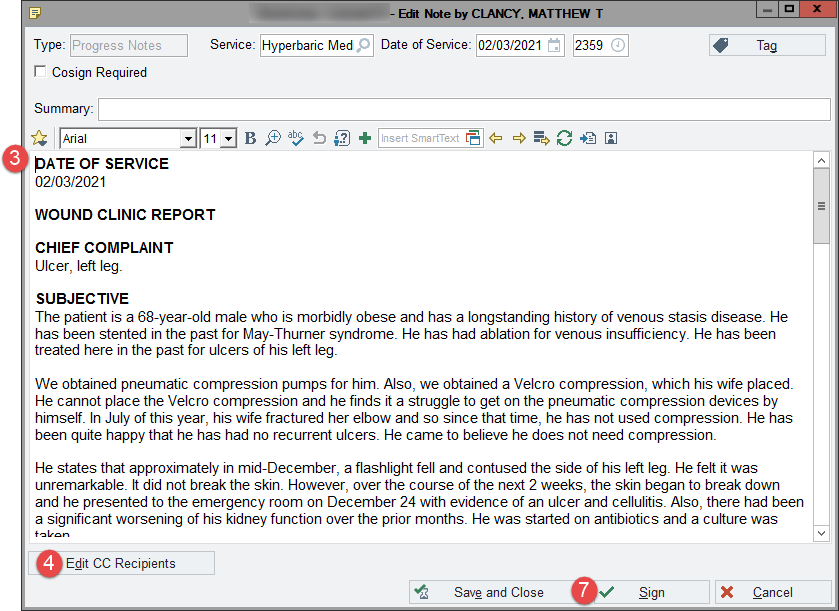 - Edit Note by CLANCY, MATTHEW T
Type: Progress Notes Service: Hyperbaric Med Date of Service: 02/03/2021 2359 Tag
Cosign Required
Summary:
Arial 11 B abc Insert SmartText
3
DATE OF SERVICE
02/03/2021
WOUND CLINIC REPORT
CHIEF COMPLAINT
Ulcer, left leg.
SUBJECTIVE
The patient is a 68-year-old male who is morbidly obese and has a longstanding history of venous stasis disease. He
has been stented in the past for May-Thurner syndrome. He has had ablation for venous insufficiency. He has been
treated here in the past for ulcers of his left leg.
We obtained pneumatic compression pumps for him. Also, we obtained a Velcro compression, which his wife placed.
He cannot place the Velcro compression and he finds it a struggle to get on the pneumatic compression devices by
himself. In July of this year, his wife fractured her elbow and so since that time, he has not used compression. He has
been quite happy that he has had no recurrent ulcers. He came to believe he does not need compression.
He states that approximately in mid-December, a flashlight fell and contused the side of his left leg. He felt it was
unremarkable. It did not break the skin. However, over the course of the next 2 weeks, the skin began to break down
and he presented to the emergency room on December 24 with evidence of an ulcer and cellulitis. Also, there had been
a significant worsening of his kidney function over the prior months. He was started on antibiotics and a culture was
taken
4 Edit CC Recipients
Save and Close 7 Sign Cancel